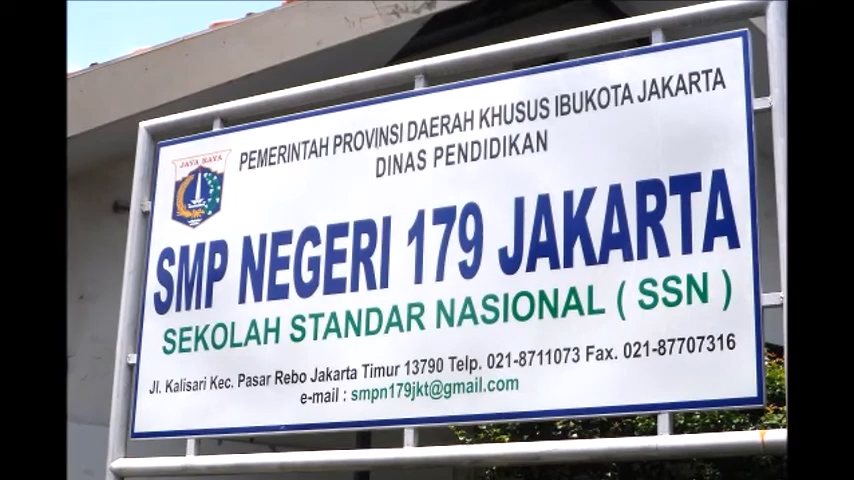 JAYA RAYA
PEMERINTAH PROVINSI DAERAH KHUSUS IBUKOTA JAKARTA
DINAS PENDIDIKAN
SMP NEGERI 179 JAKARTA
SEKOLAH STANDAR NASIONAL ( SSN )
Jl. Kalisari Kec. Pasar Rebo Jakarta Timur 13790 Telp. 021-8711073 Fax. 021-87707316
e-mail : smpn179jkt@gmail.com